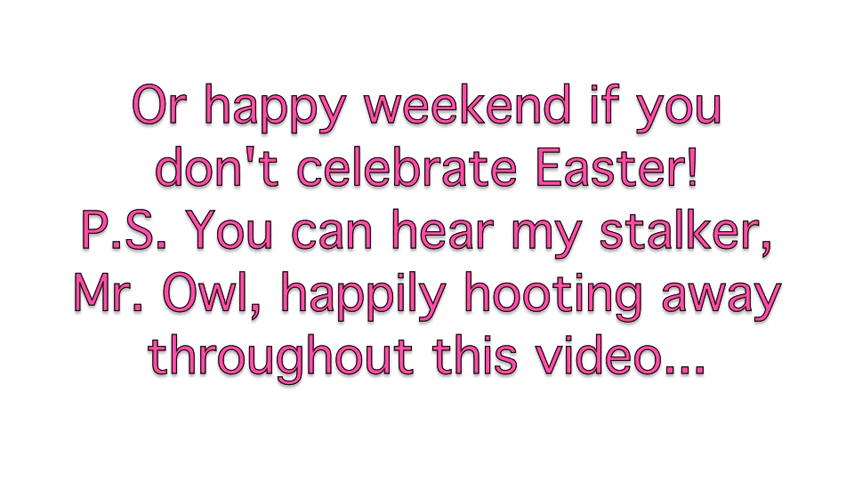 Or happy weekend if you
don't celebrate Easter!
P.S. You can hear my stalker,
Mr. Owl, happily hooting away
throughout this video...